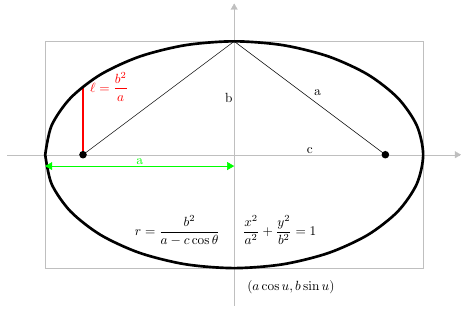 ℓ = b²/a
a
b
c
a
r = b²/(a − c cos θ)    x²/a² + y²/b² = 1
(a cos u, b sin u)